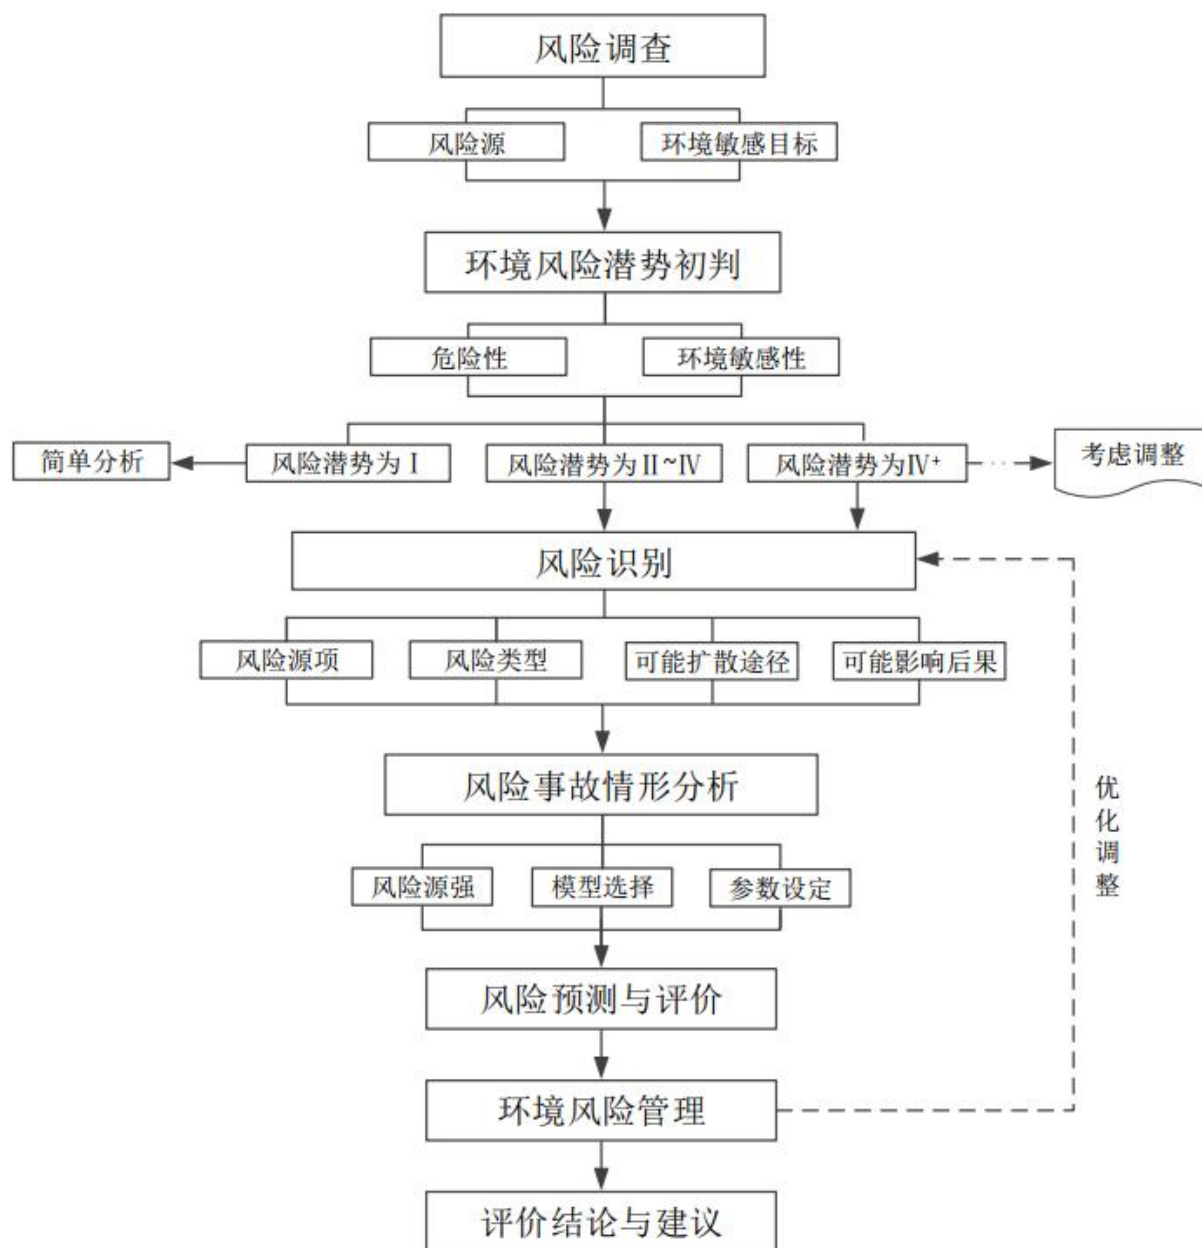 风险调查
风险源
环境敏感目标
环境风险潜势初判
危险性
环境敏感性
简单分析
风险潜势为Ⅰ
风险潜势为Ⅱ~Ⅳ
风险潜势为Ⅳ⁺
考虑调整
风险识别
风险源项
风险类型
可能扩散途径
可能影响后果
风险事故情形分析
风险源强
模型选择
参数设定
优化调整
风险预测与评价
环境风险管理
评价结论与建议